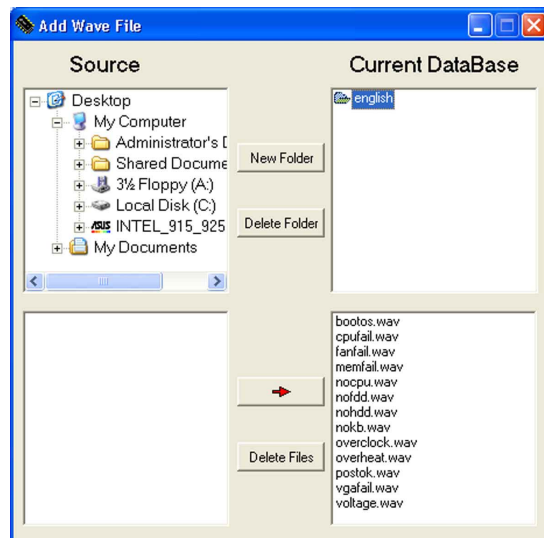 Add Wave File
Source
Current DataBase
Desktop
My Computer
Administrator's D
Shared Docume
3½ Floppy (A:)
Local Disk (C:)
ASUS INTEL_915_925
My Documents
english
New Folder
Delete Folder
bootos.wav
cpufail.wav
fanfail.wav
memfail.wav
nocpu.wav
nofdd.wav
nohdd.wav
nokb.wav
overclock.wav
overheat.wav
postok.wav
vgafail.wav
voltage.wav
Delete Files